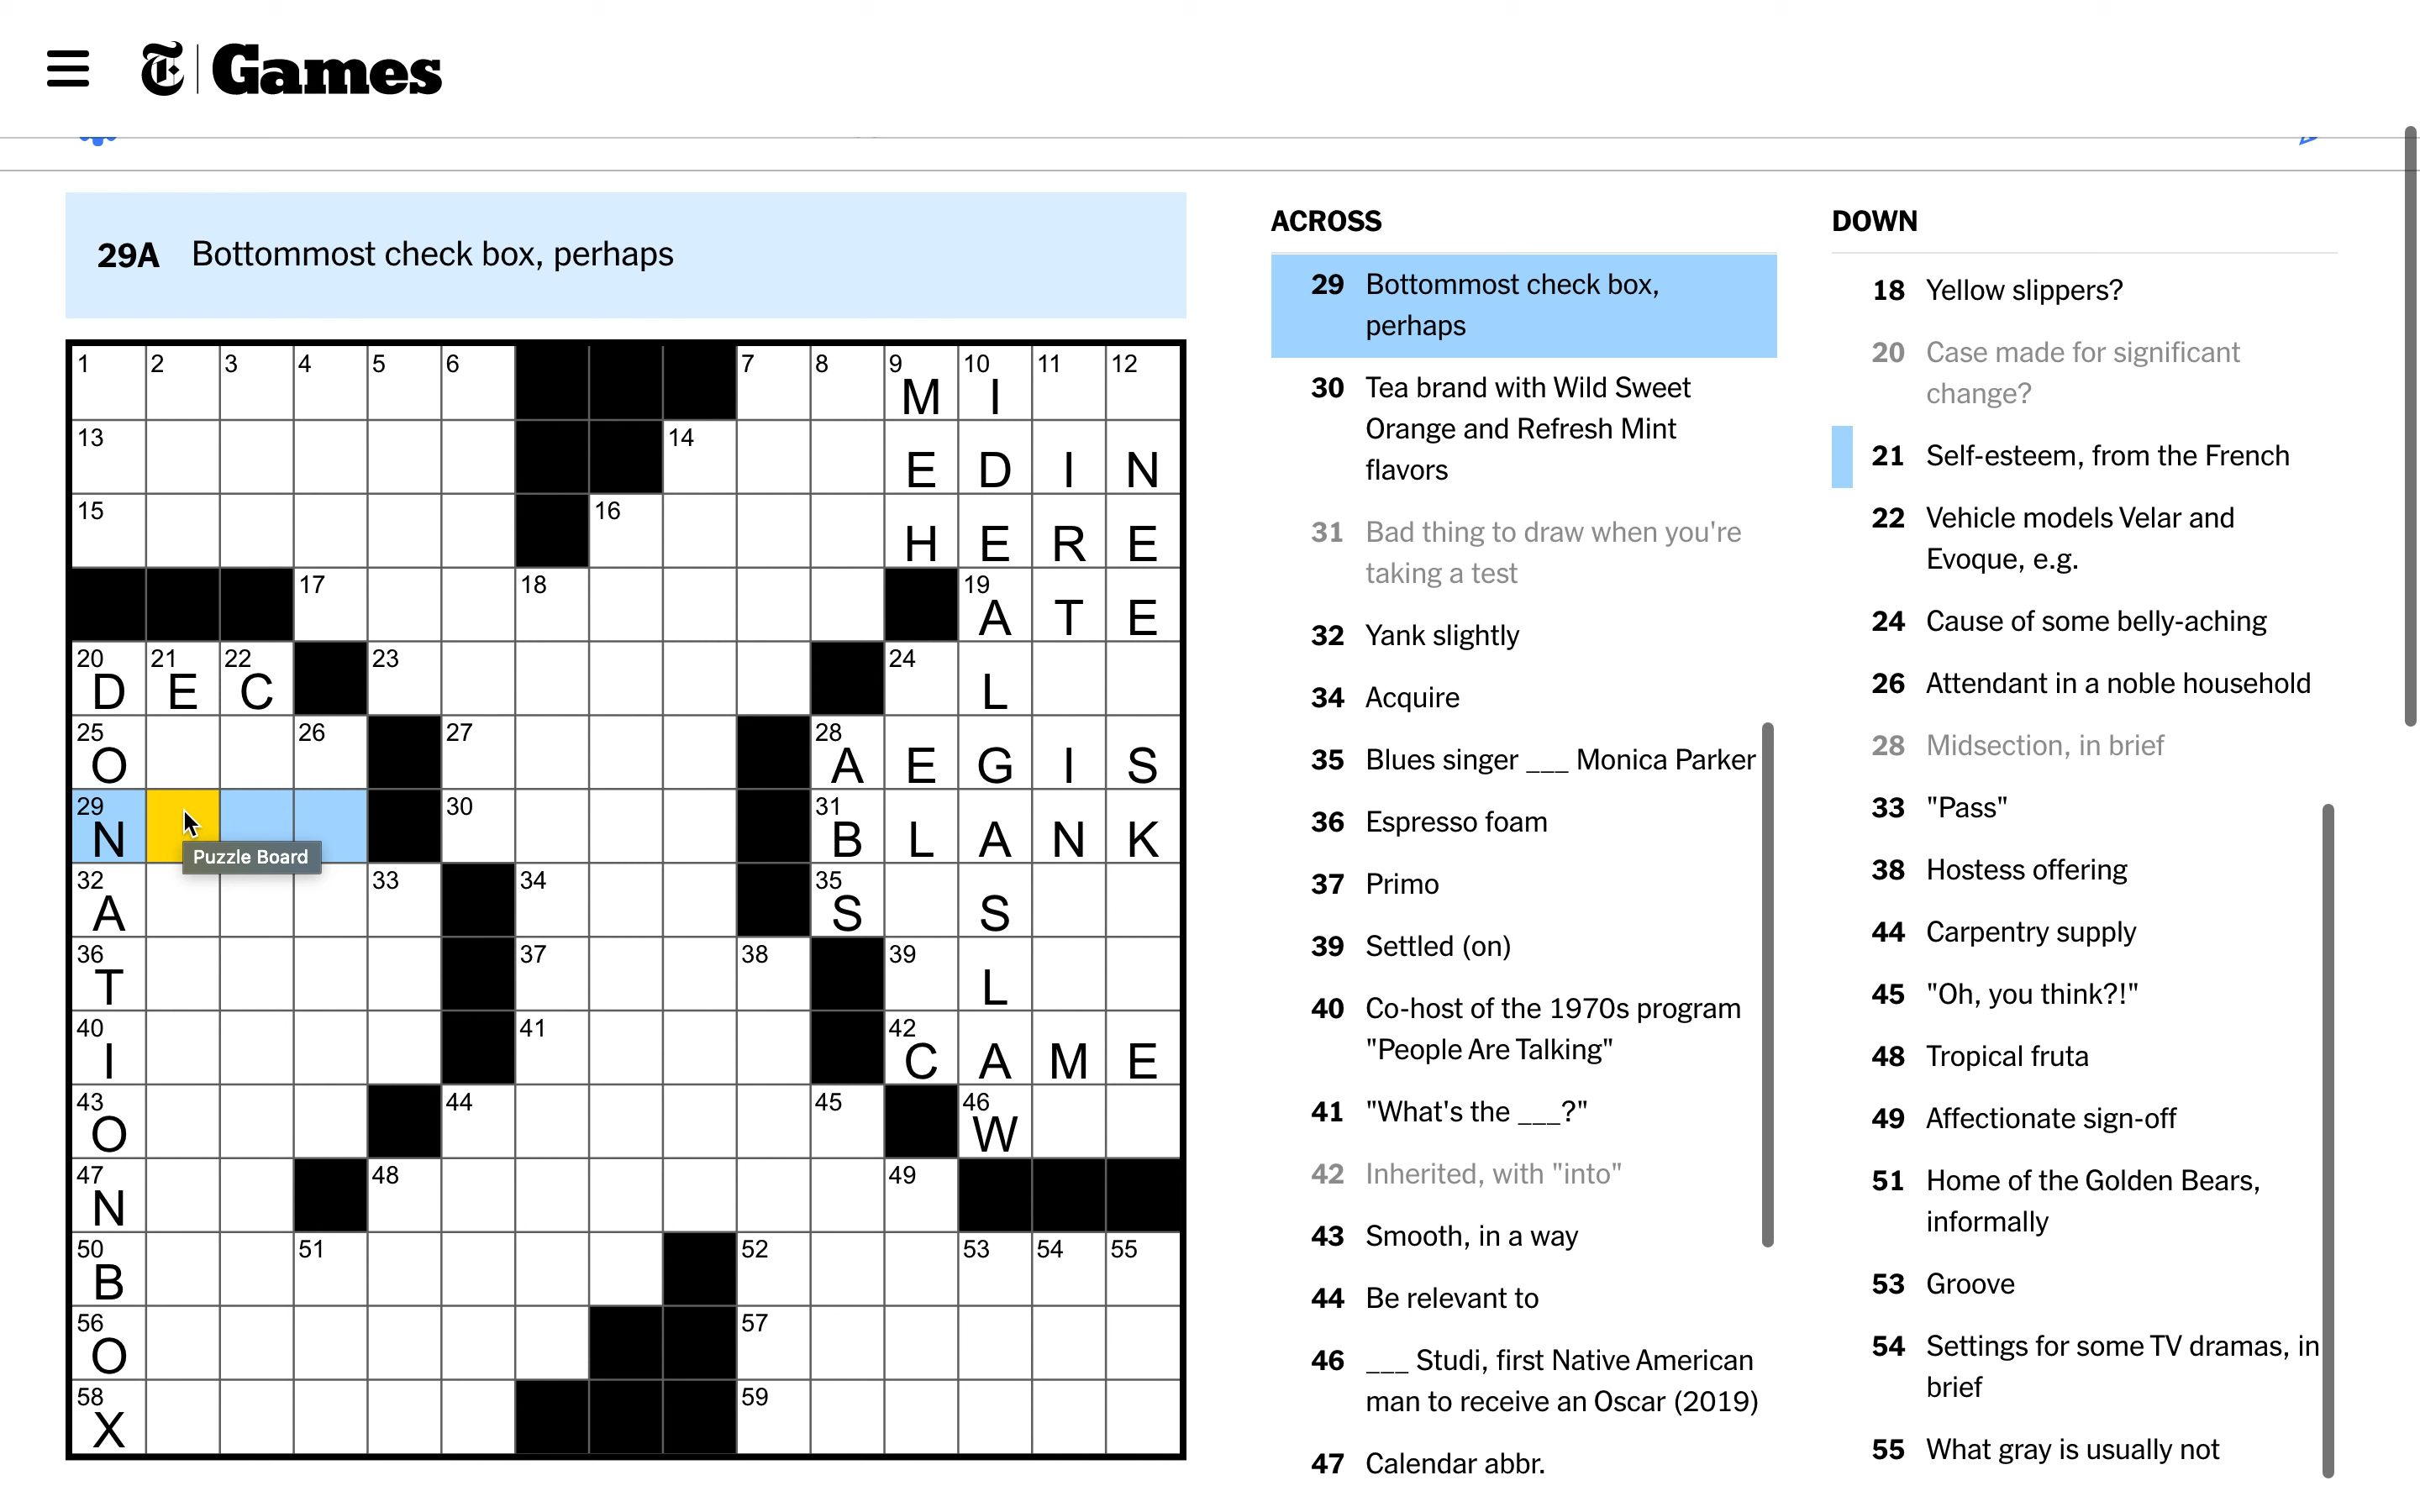 T Games
29A Bottommost check box, perhaps
1 2 3 4 5 6 7 8 9 M 10 I 11 12
13 14 E D I N
15 16 H E R E
17 18 19 A T E
20 D 21 E 22 C 23 24 L
25 O 26 27 28 A E G I S
29 N 30 31 B L A N K
Puzzle Board
32 A 33 34 35 S S
36 T 37 38 39 L
40 I 41 42 C A M E
43 O 44 45 46 W
47 N 48 49
50 B 51 52 53 54 55
56 O 57
58 X 59
ACROSS
29 Bottommost check box,
perhaps
30 Tea brand with Wild Sweet
Orange and Refresh Mint
flavors
31 Bad thing to draw when you're
taking a test
32 Yank slightly
34 Acquire
35 Blues singer ___ Monica Parker
36 Espresso foam
37 Primo
39 Settled (on)
40 Co-host of the 1970s program
"People Are Talking"
41 "What's the ___?"
42 Inherited, with "into"
43 Smooth, in a way
44 Be relevant to
46 ___ Studi, first Native American
man to receive an Oscar (2019)
47 Calendar abbr.
DOWN
18 Yellow slippers?
20 Case made for significant
change?
21 Self-esteem, from the French
22 Vehicle models Velar and
Evoque, e.g.
24 Cause of some belly-aching
26 Attendant in a noble household
28 Midsection, in brief
33 "Pass"
38 Hostess offering
44 Carpentry supply
45 "Oh, you think?!"
48 Tropical fruta
49 Affectionate sign-off
51 Home of the Golden Bears,
informally
53 Groove
54 Settings for some TV dramas, in
brief
55 What gray is usually not